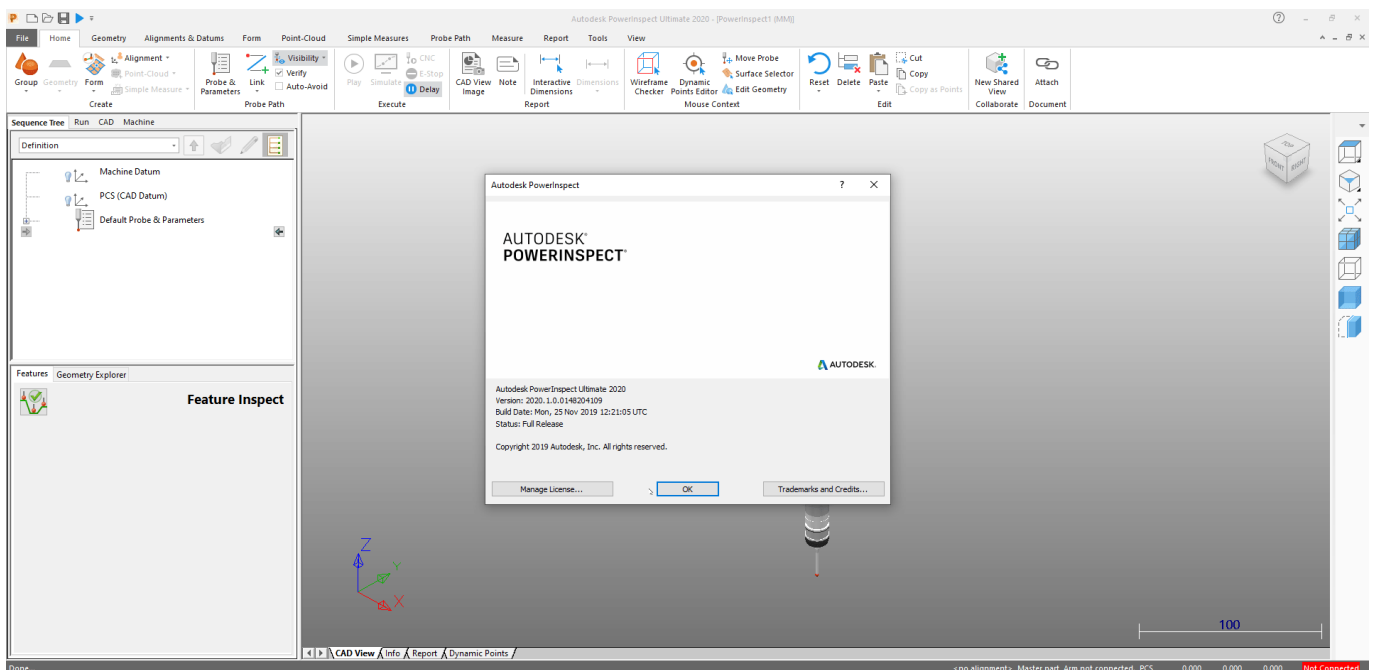 Autodesk PowerInspect Ultimate 2020 - [PowerInspect1 (MM)]
File Home Geometry Alignments & Datums Form Point-Cloud Simple Measures Probe Path Measure Report Tools View
Group Geometry Form
Alignment
Point-Cloud
Simple Measure
Create
Probe & Parameters
Link
Visibility
Verify
Auto-Avoid
Probe Path
Play Simulate
CNC
E-Stop
Delay
Execute
CAD View Image
Note
Interactive Dimensions
Dimensions
Report
Wireframe Checker
Dynamic Points Editor
Move Probe
Surface Selector
Edit Geometry
Mouse Context
Reset Delete Paste
Cut
Copy
Copy as Points
Edit
New Shared View
Collaborate
Attach
Document
Sequence Tree Run CAD Machine
Definition
Machine Datum
PCS (CAD Datum)
Default Probe & Parameters
Features Geometry Explorer
Feature Inspect
Autodesk PowerInspect ?
AUTODESK®
POWERINSPECT®
AUTODESK.
Autodesk PowerInspect Ultimate 2020
Version: 2020.1.0.0148204109
Build Date: Mon, 25 Nov 2019 12:21:05 UTC
Status: Full Release
Copyright 2019 Autodesk, Inc. All rights reserved.
Manage License... OK Trademarks and Credits...
TOP
FRONT RIGHT
Z
Y
X
100
CAD View Info Report Dynamic Points
Done... <no alignment> Master part Arm not connected PCS 0.000 0.000 0.000 Not Connected